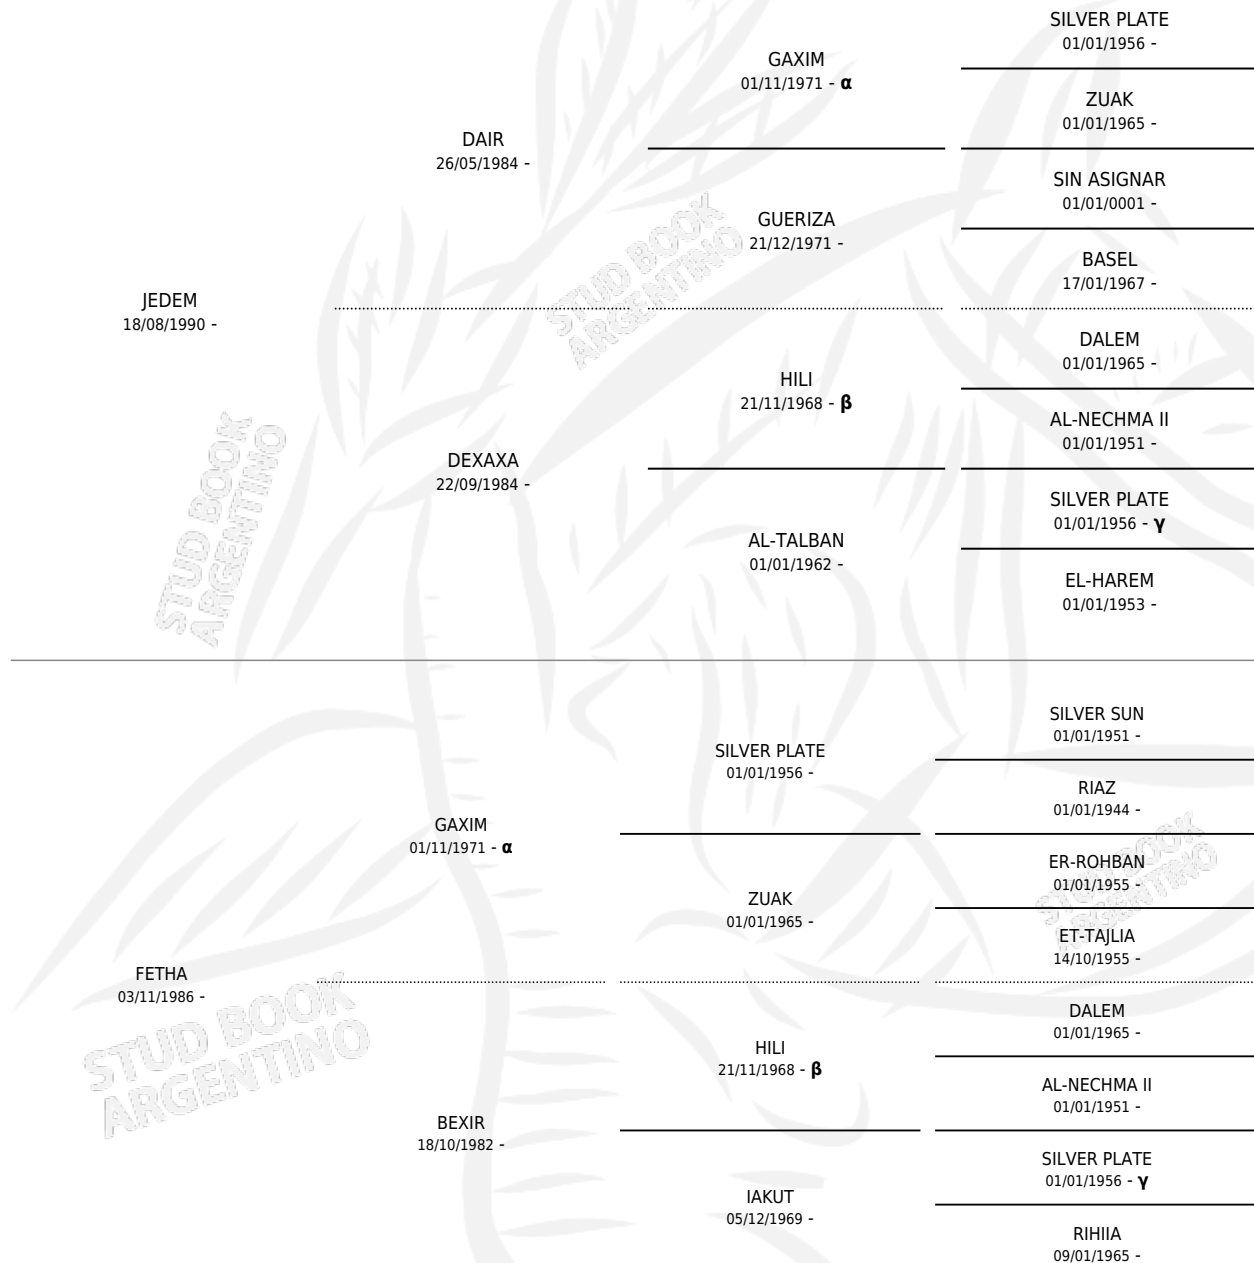 SILVER PLATE
01/01/1956 -
GAXIM
01/11/1971 - α
ZUAK
01/01/1965 -
DAIR
26/05/1984 -
SIN ASIGNAR
01/01/0001 -
GUERIZA
21/12/1971 -
BASEL
17/01/1967 -
JEDEM
18/08/1990 -
DALEM
01/01/1965 -
HILI
21/11/1968 - β
AL-NECHMA II
01/01/1951 -
DEXAXA
22/09/1984 -
SILVER PLATE
01/01/1956 - γ
AL-TALBAN
01/01/1962 -
EL-HAREM
01/01/1953 -
STUD BOOK
ARGENTINO
STUD BOOK
ARGENTINO
SILVER SUN
01/01/1951 -
SILVER PLATE
01/01/1956 -
RIAZ
01/01/1944 -
GAXIM
01/11/1971 - α
ER-ROHBAN
01/01/1955 -
ZUAK
01/01/1965 -
ET-TAJLIA
14/10/1955 -
FETHA
03/11/1986 -
DALEM
01/01/1965 -
HILI
21/11/1968 - β
AL-NECHMA II
01/01/1951 -
BEXIR
18/10/1982 -
SILVER PLATE
01/01/1956 - γ
IAKUT
05/12/1969 -
RIHIIA
09/01/1965 -
STUD BOOK
ARGENTINO
STUD BOOK
ARGENTINO